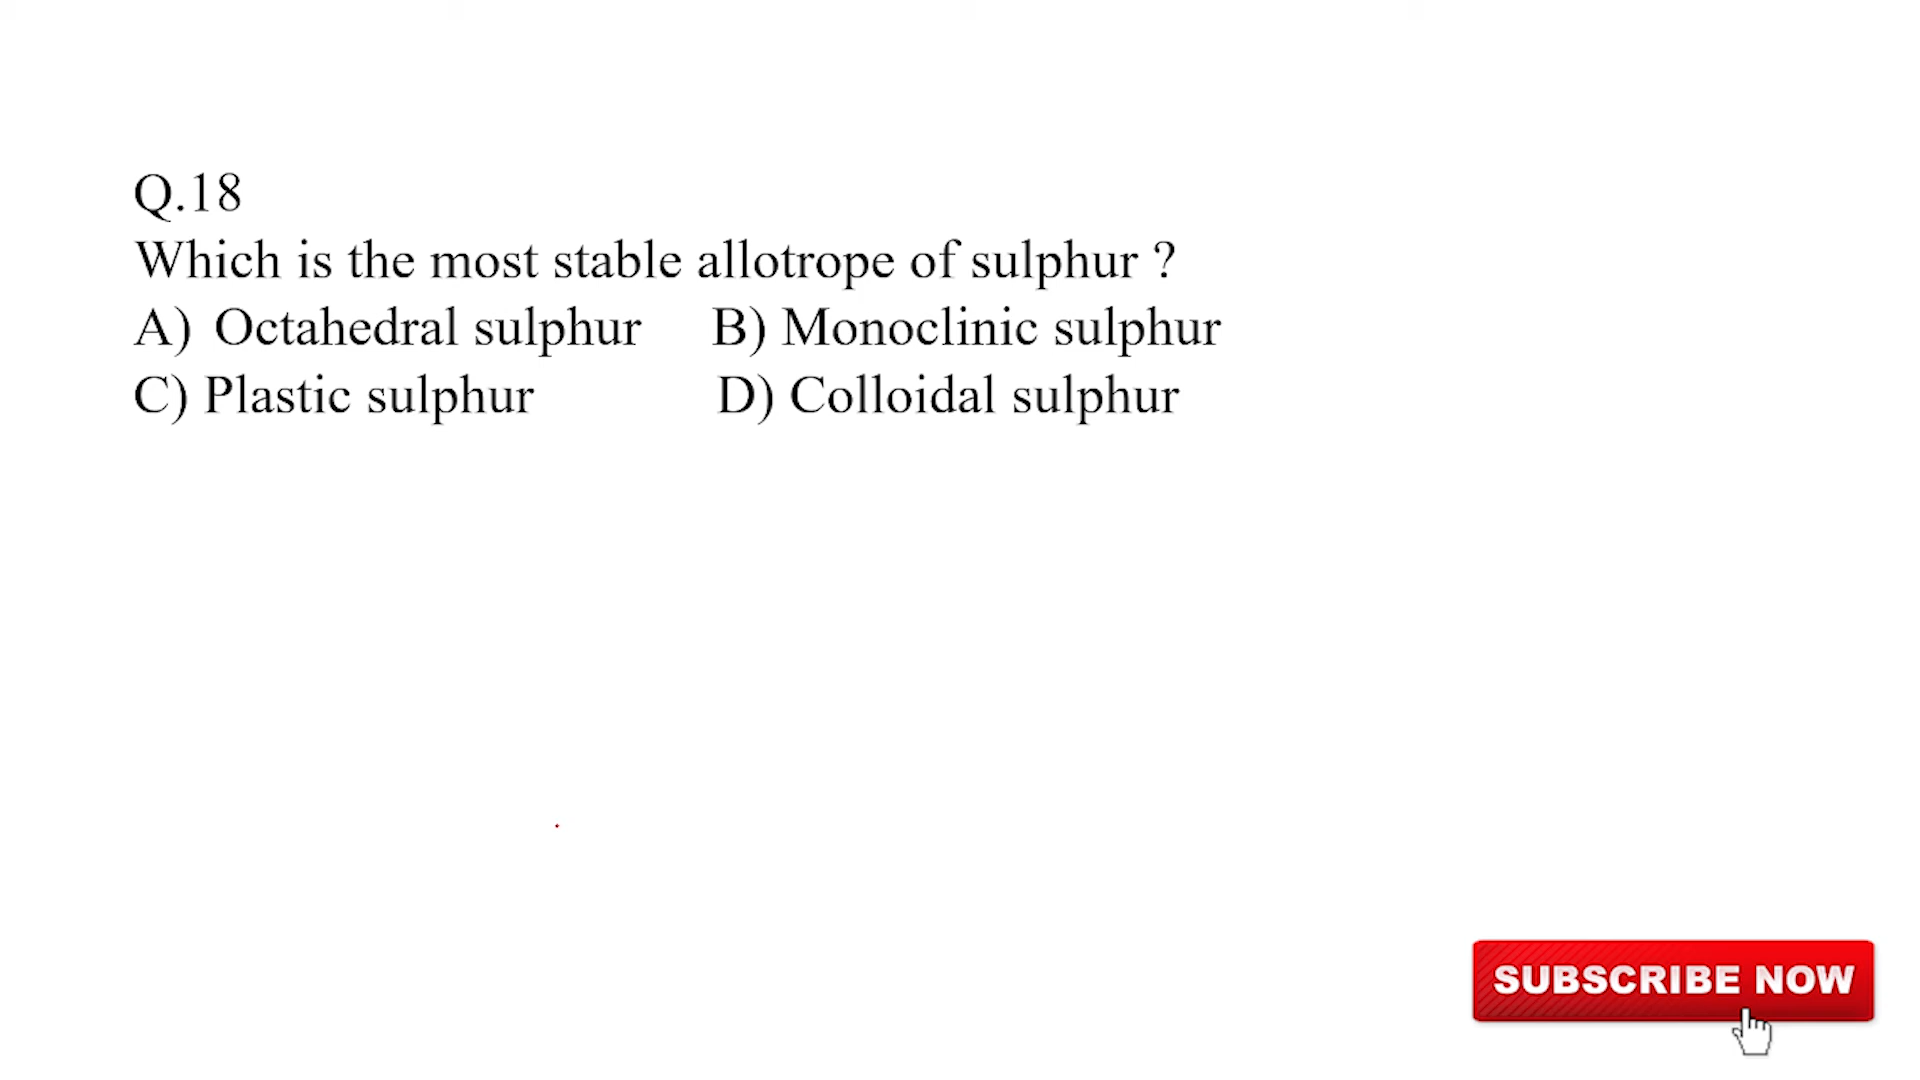 Q.18
Which is the most stable allotrope of sulphur ?
A) Octahedral sulphur B) Monoclinic sulphur
C) Plastic sulphur D) Colloidal sulphur
SUBSCRIBE NOW